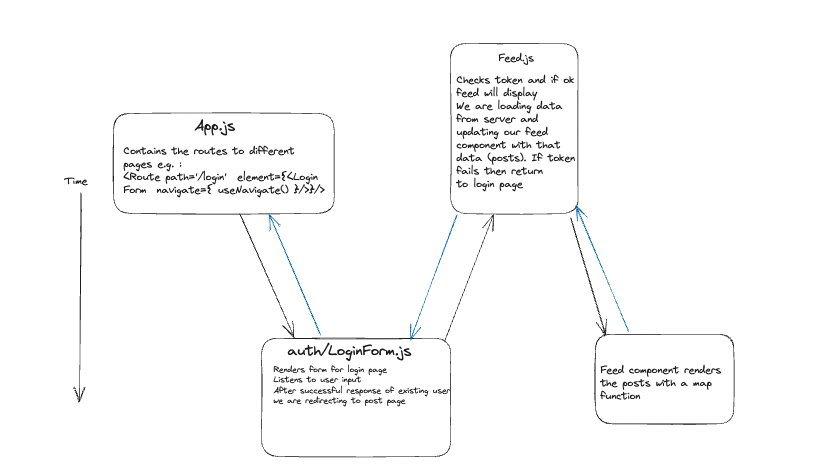 Time
App.js
Contains the routes to different
pages e.g. :
<Route path='/login' element={<Login
Form navigate={ useNavigate() }/>}/>
auth/LoginForm.js
Renders form for login page
Listens to user input
After successful response of existing user
we are redirecting to post page
Feed.js
Checks token and if ok
feed will display
We are loading data
from server and
updating our feed
component with that
data (posts). If token
fails then return
to login page
Feed component renders
the posts with a map
function